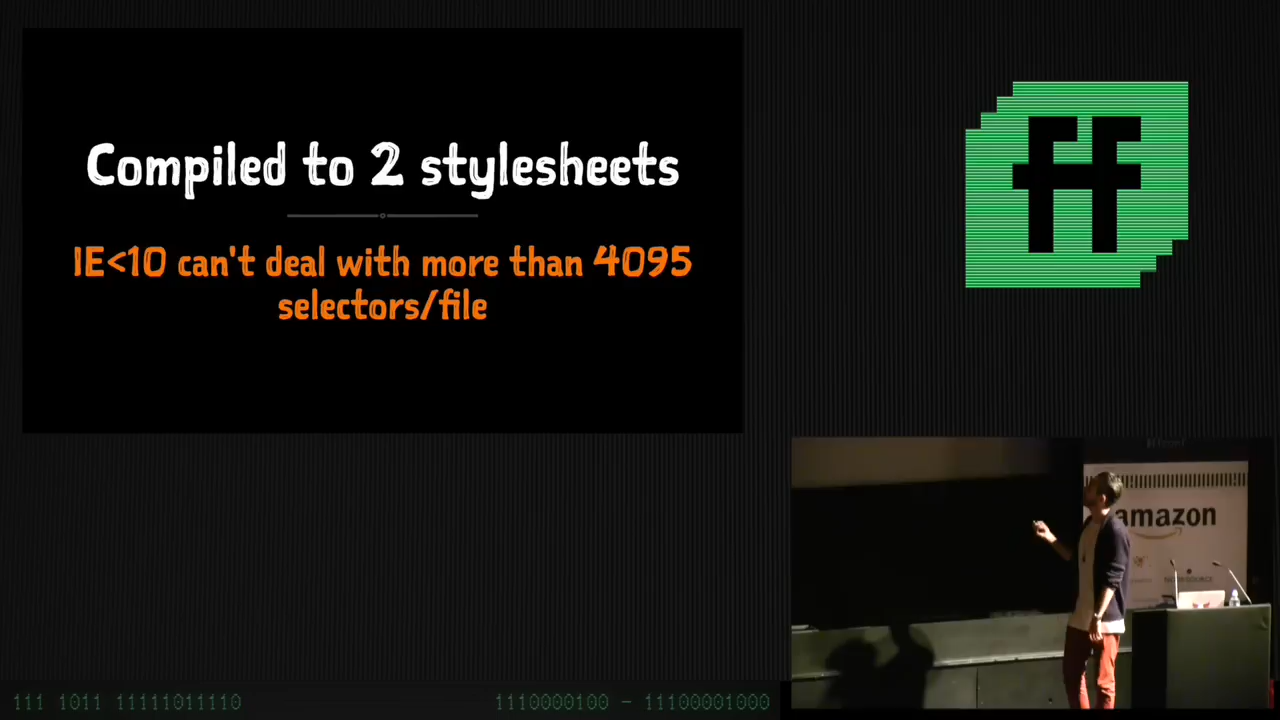 Compiled to 2 stylesheets
IE<10 can't deal with more than 4095
selectors/file
ff
amazon
111 1011 11111011110
1110000100 – 11100001000